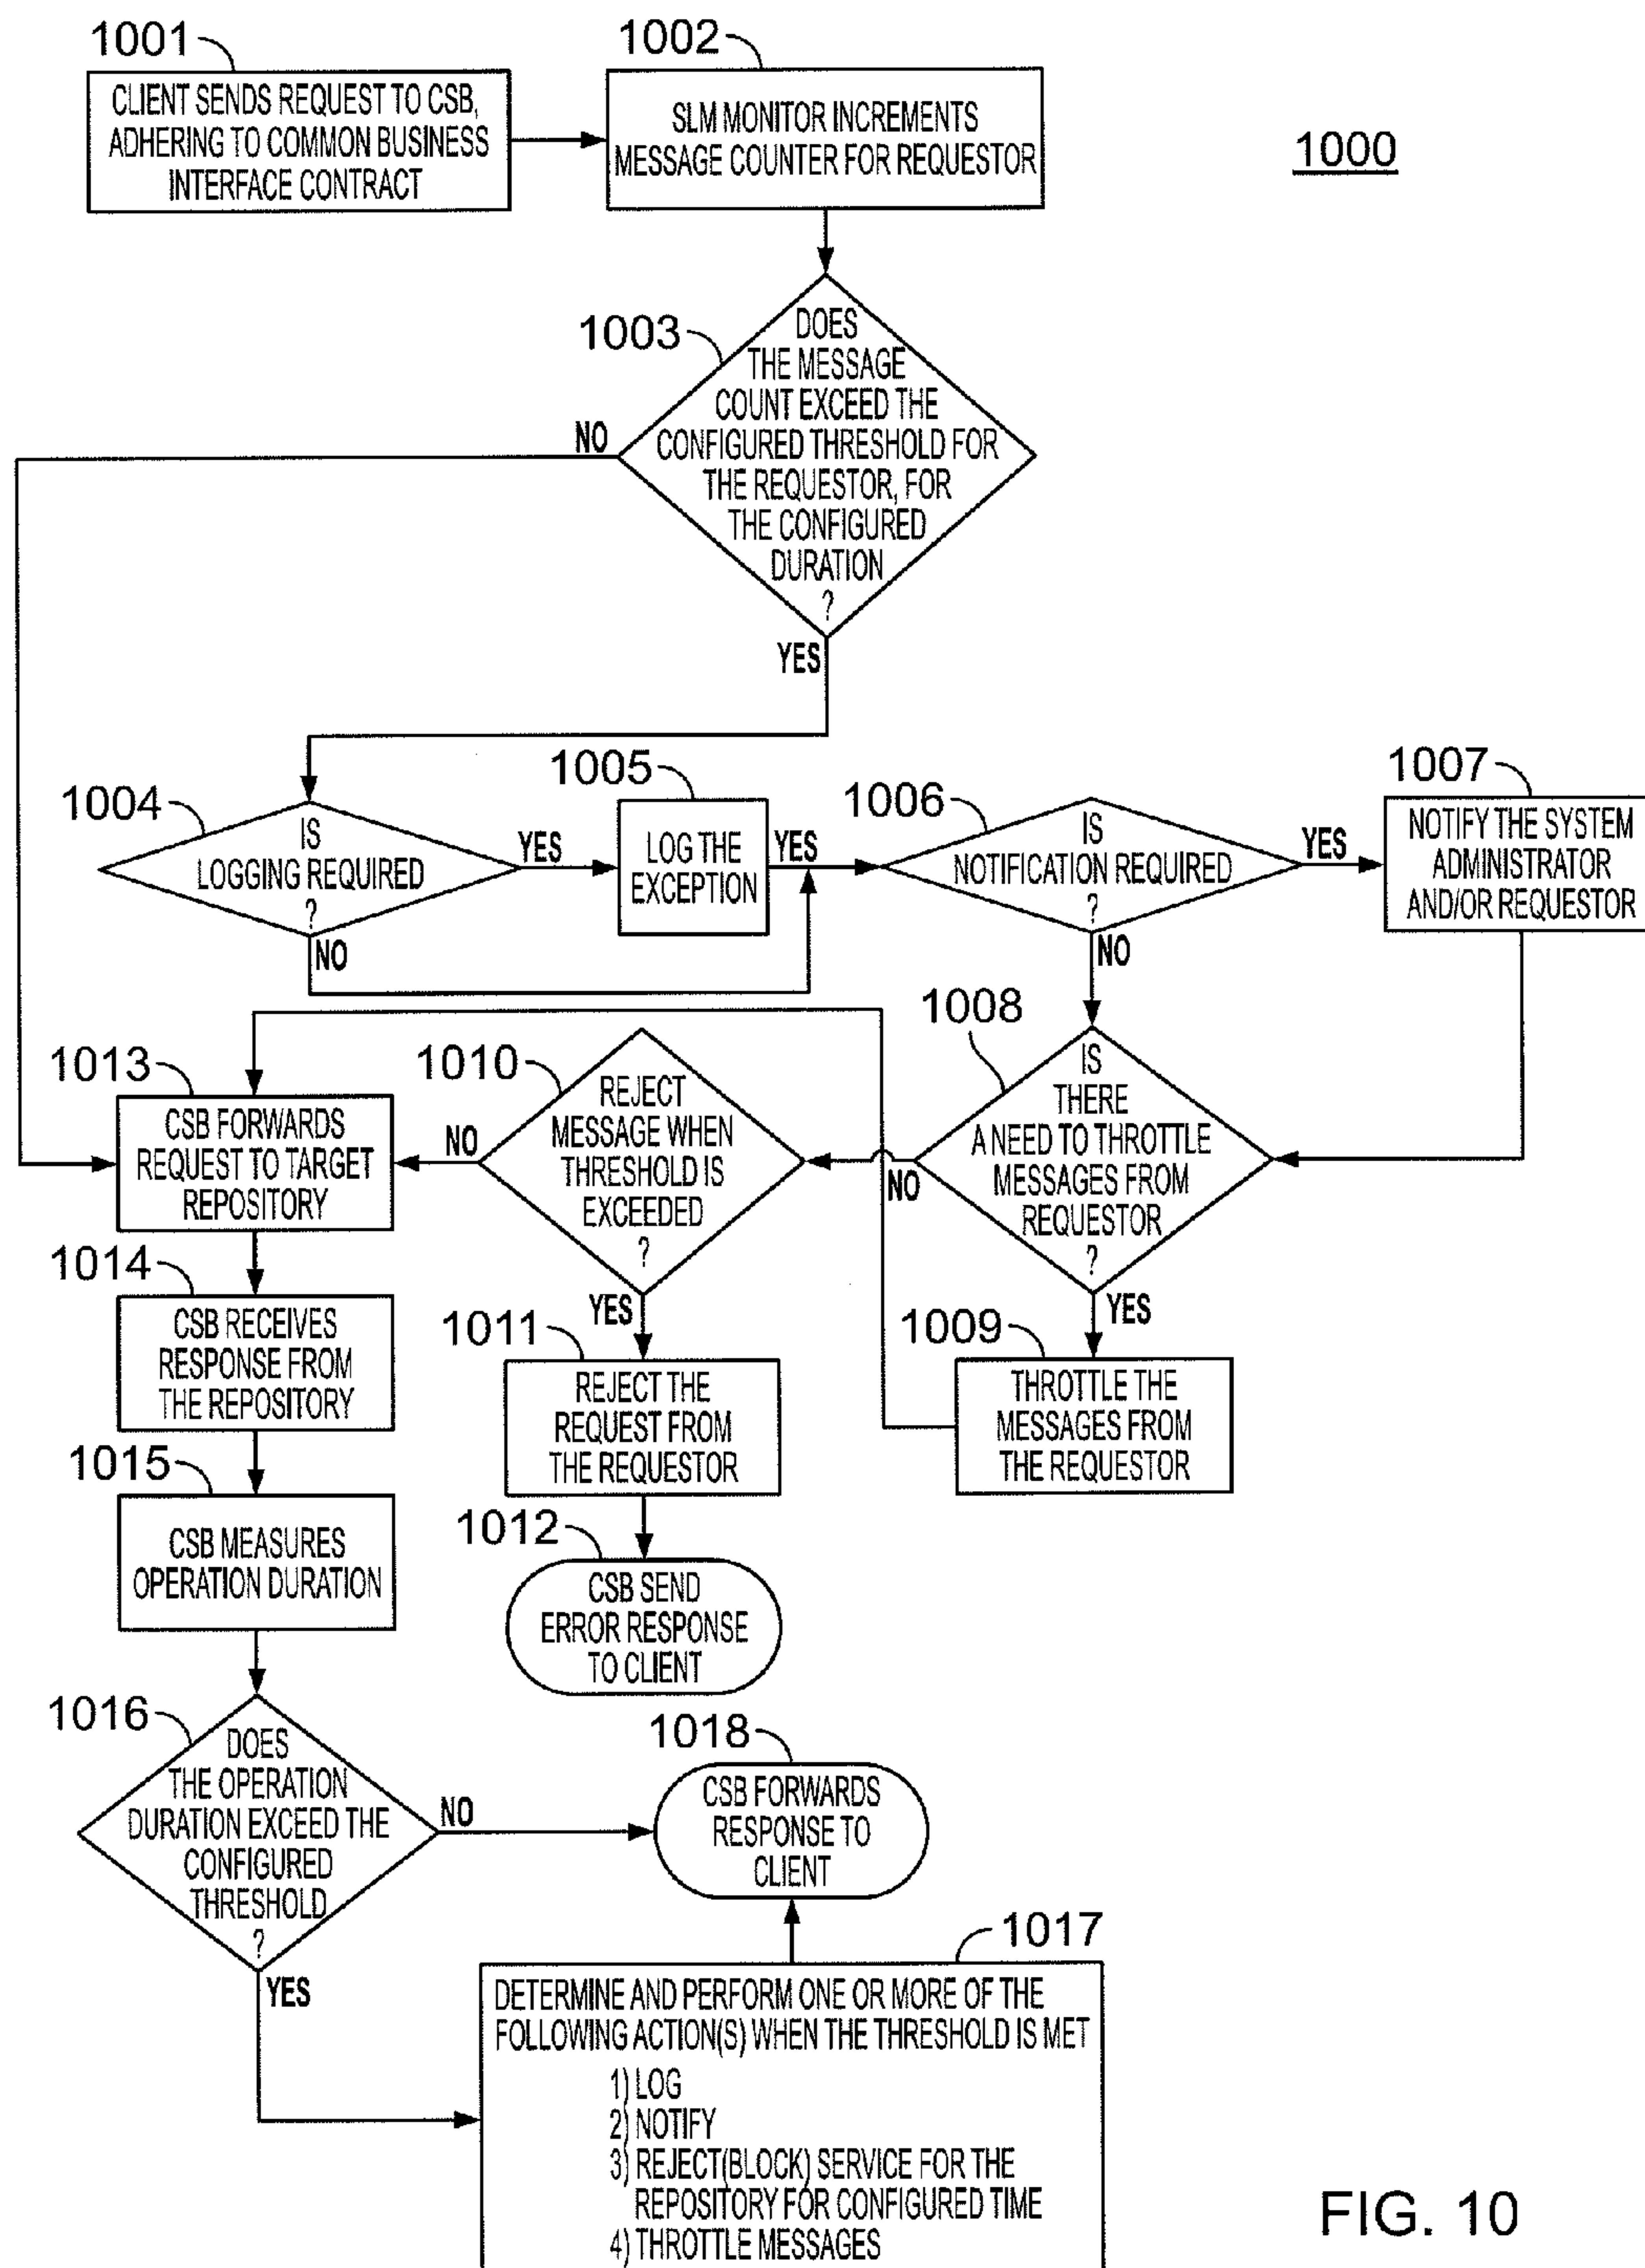 1001
CLIENT SENDS REQUEST TO CSB,
ADHERING TO COMMON BUSINESS
INTERFACE CONTRACT
1002
SLM MONITOR INCREMENTS
MESSAGE COUNTER FOR REQUESTOR
1000
1003
DOES
THE MESSAGE
COUNT EXCEED THE
CONFIGURED THRESHOLD FOR
THE REQUESTOR, FOR
THE CONFIGURED
DURATION
?
NO
YES
1004
IS
LOGGING REQUIRED
?
YES
NO
1005
LOG THE
EXCEPTION
YES
1006
IS
NOTIFICATION REQUIRED
?
YES
NO
1007
NOTIFY THE SYSTEM
ADMINISTRATOR
AND/OR REQUESTOR
1008
IS
THERE
A NEED TO THROTTLE
MESSAGES FROM
REQUESTOR
?
NO
YES
1009
THROTTLE THE
MESSAGES FROM
THE REQUESTOR
1010
REJECT
MESSAGE WHEN
THRESHOLD IS
EXCEEDED
?
NO
YES
1011
REJECT THE
REQUEST FROM
THE REQUESTOR
1012
CSB SEND
ERROR RESPONSE
TO CLIENT
1013
CSB FORWARDS
REQUEST TO TARGET
REPOSITORY
1014
CSB RECEIVES
RESPONSE FROM
THE REPOSITORY
1015
CSB MEASURES
OPERATION DURATION
1016
DOES
THE OPERATION
DURATION EXCEED THE
CONFIGURED
THRESHOLD
?
NO
YES
1018
CSB FORWARDS
RESPONSE TO
CLIENT
1017
DETERMINE AND PERFORM ONE OR MORE OF THE
FOLLOWING ACTION(S) WHEN THE THRESHOLD IS MET
1) LOG
2) NOTIFY
3) REJECT(BLOCK) SERVICE FOR THE
REPOSITORY FOR CONFIGURED TIME
4) THROTTLE MESSAGES
FIG. 10